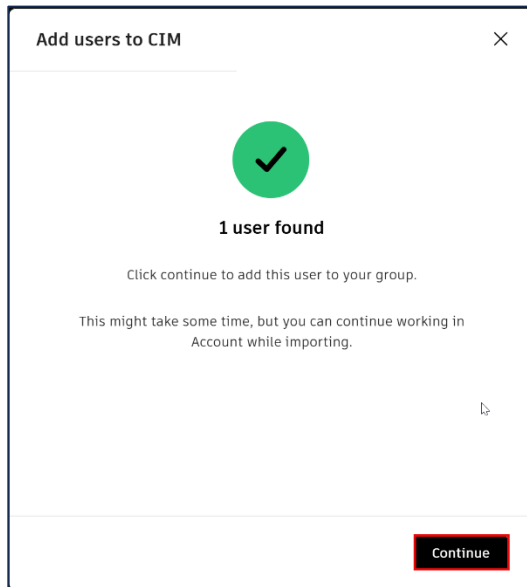 Add users to CIM
1 user found
Click continue to add this user to your group.
This might take some time, but you can continue working in
Account while importing.
Continue